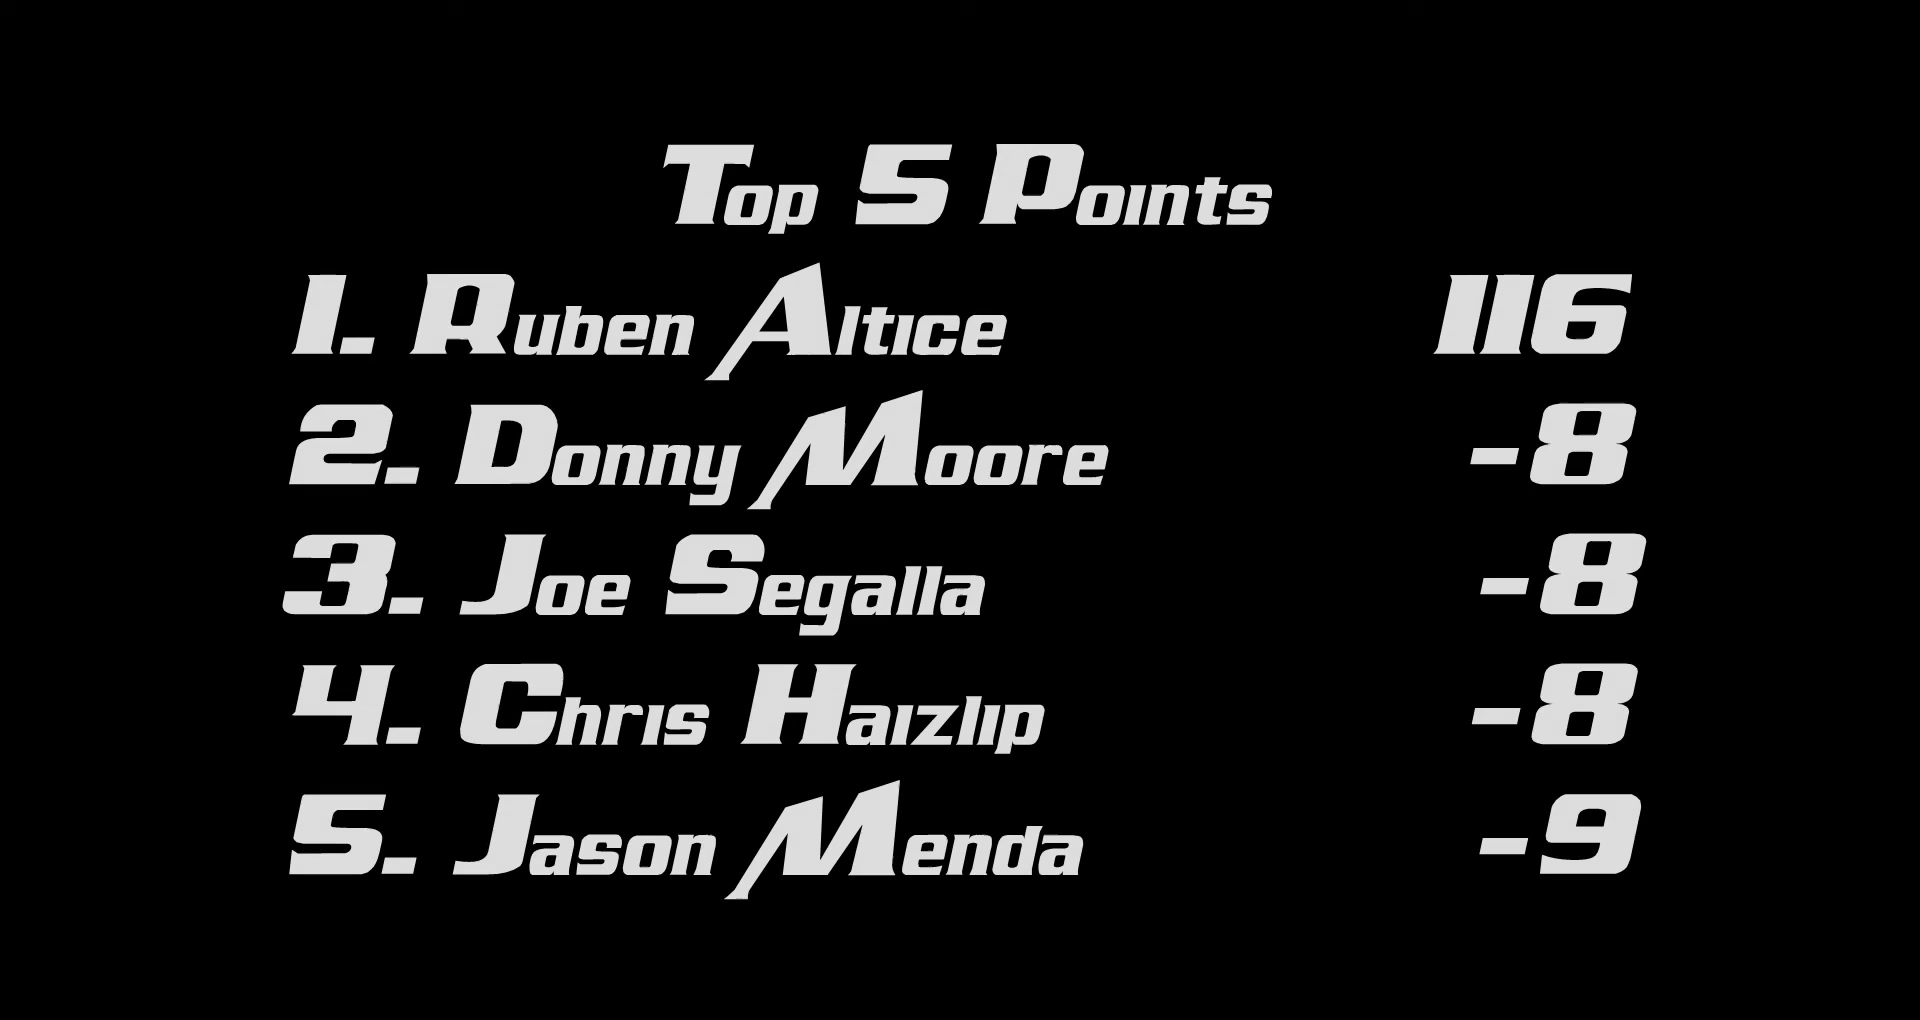 Top 5 Points
1. Ruben Altice 116
2. Donny Moore -8
3. Joe Segalla -8
4. Chris Haizlip -8
5. Jason Menda -9